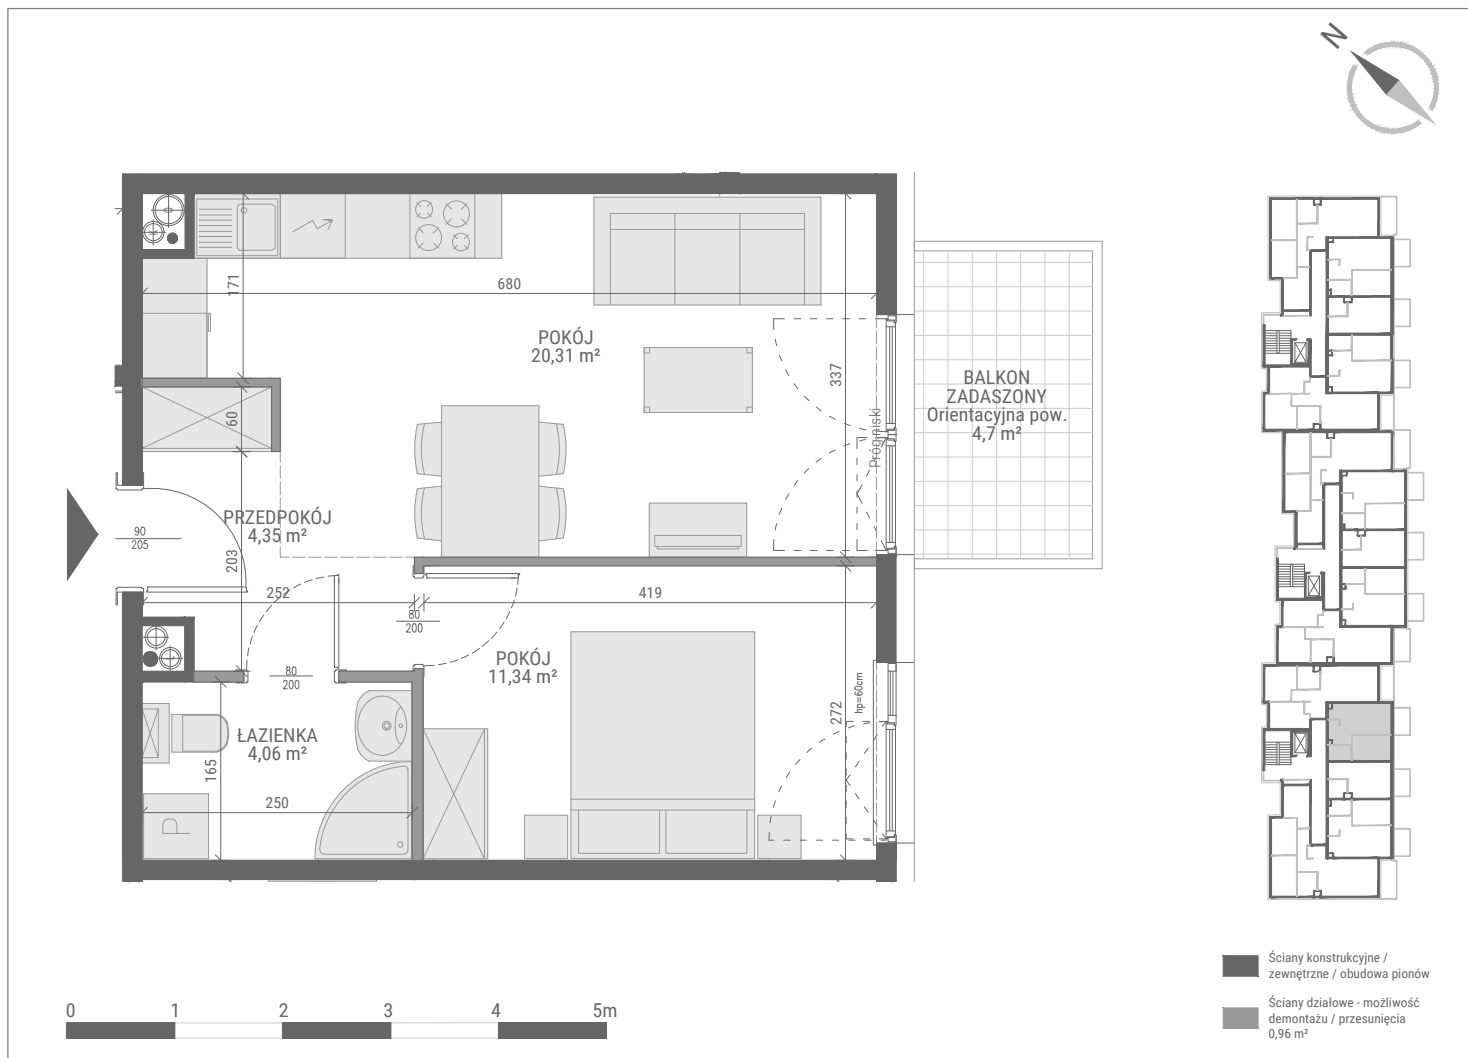 N
680
171
POKÓJ
20,31 m²
337
BALKON
ZADASZONY
Orientacyjna pow.
4,7 m²
Próg niski
60
PRZEDPOKÓJ
4,35 m²
90
205
203
252
80
200
419
POKÓJ
11,34 m²
80
200
hp=60cm
272
ŁAZIENKA
4,06 m²
165
250
P
Ściany konstrukcyjne /
zewnętrzne / obudowa pionów
Ściany działowe - możliwość
demontażu / przesunięcia
0,96 m²
0 1 2 3 4 5m